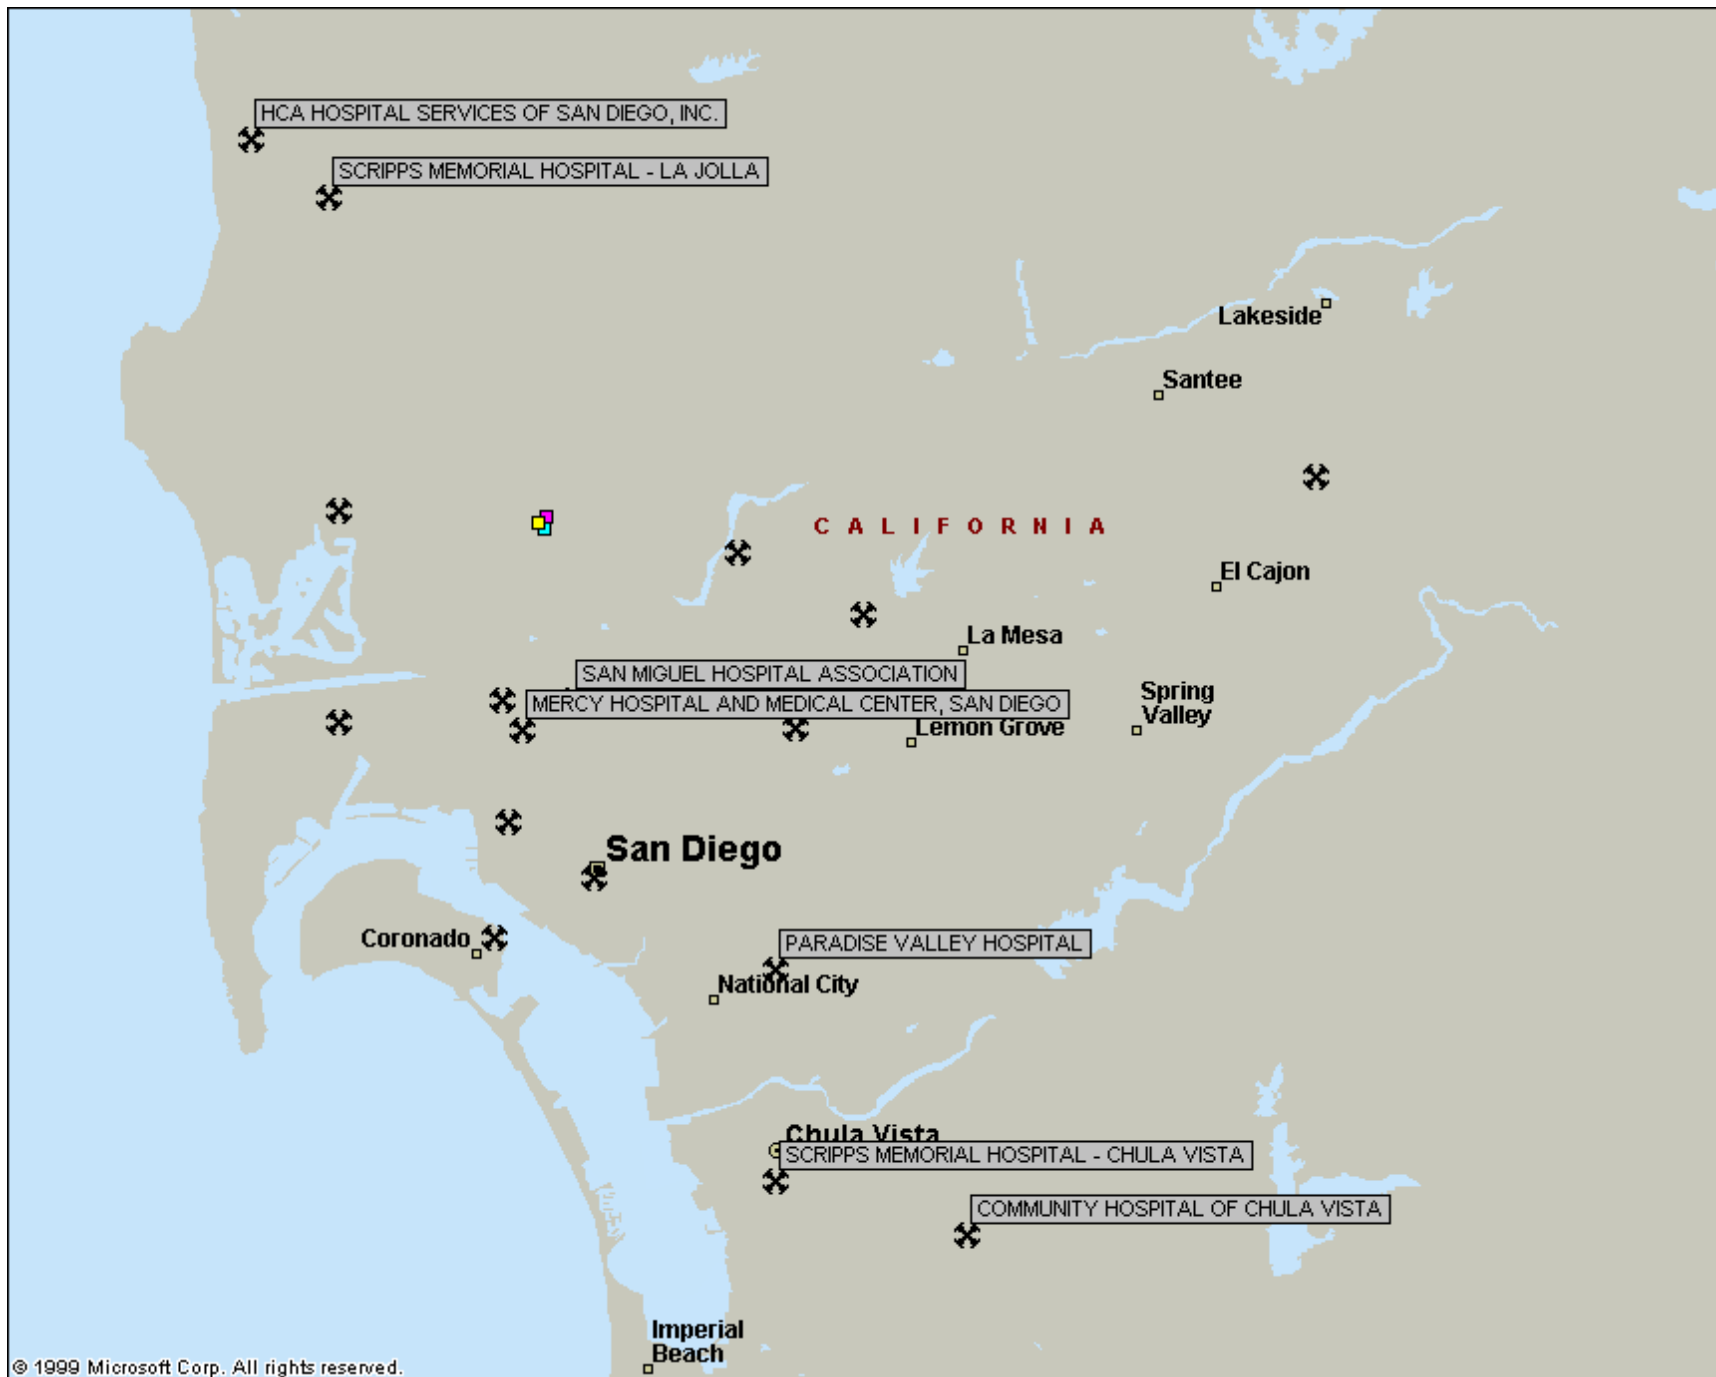 HCA HOSPITAL SERVICES OF SAN DIEGO, INC.
SCRIPPS MEMORIAL HOSPITAL - LA JOLLA
Lakeside
Santee
C A L I F O R N I A
El Cajon
La Mesa
SAN MIGUEL HOSPITAL ASSOCIATION
Spring
Valley
MERCY HOSPITAL AND MEDICAL CENTER, SAN DIEGO
Lemon Grove
San Diego
Coronado
PARADISE VALLEY HOSPITAL
National City
Chula Vista
SCRIPPS MEMORIAL HOSPITAL - CHULA VISTA
COMMUNITY HOSPITAL OF CHULA VISTA
Imperial
Beach
© 1999 Microsoft Corp. All rights reserved.